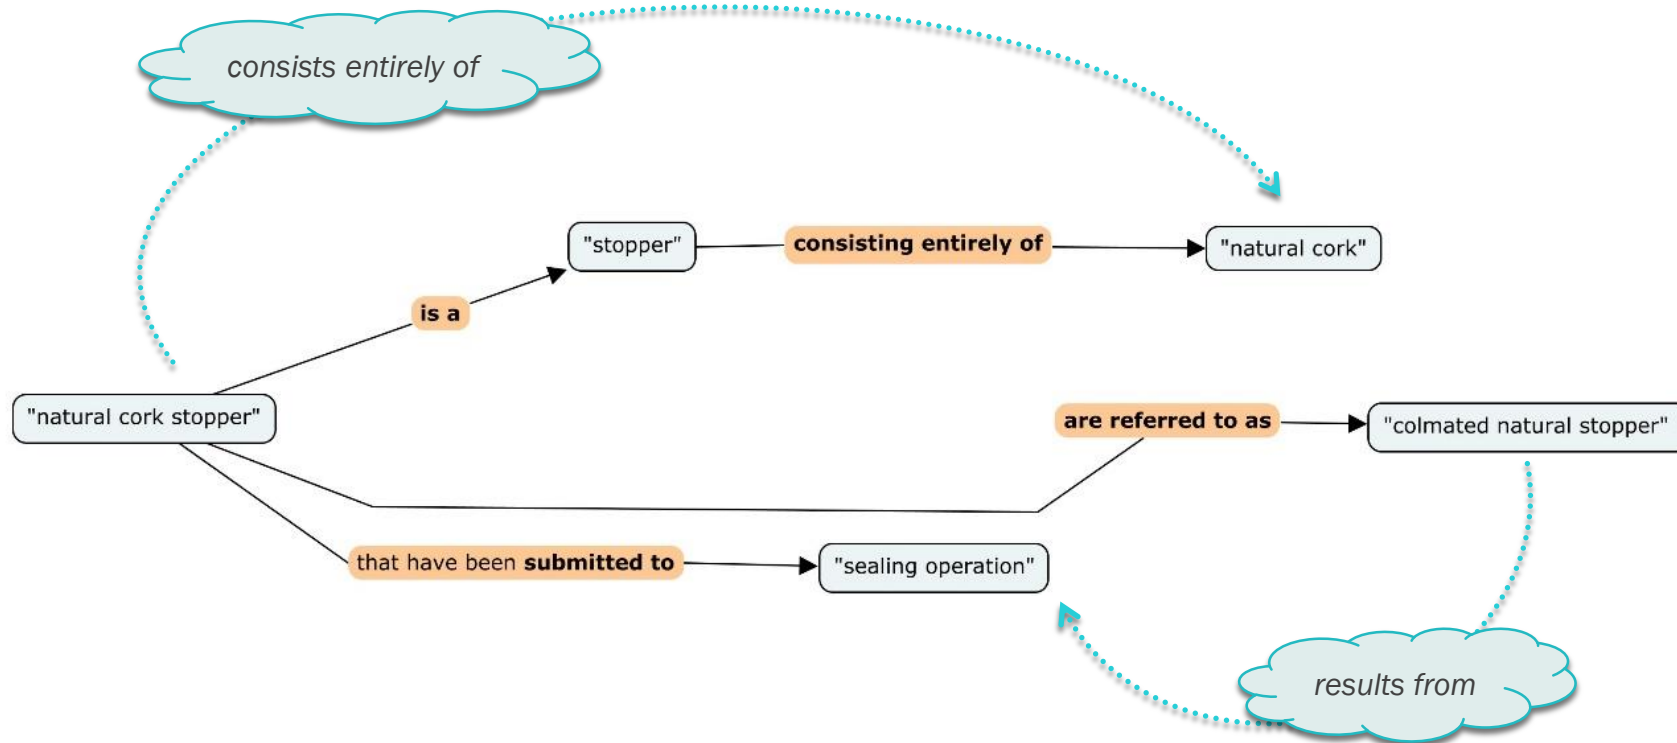 consists entirely of
"stopper"
consisting entirely of
"natural cork"
is a
"natural cork stopper"
are referred to as
"colmated natural stopper"
that have been submitted to
"sealing operation"
results from